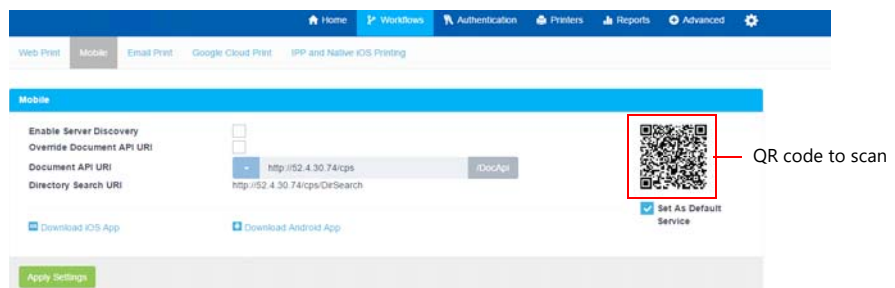 Home Workflows Authentication Printers Reports Advanced
Web Print Mobile Email Print Google Cloud Print IPP and Native iOS Printing
Mobile
Enable Server Discovery
Override Document API URI
Document API URI http://52.4.30.74/cps /DocApi
Directory Search URI http://52.4.30.74/cps/DirSearch
QR code to scan
Set As Default
Service
Download iOS App Download Android App
Apply Settings